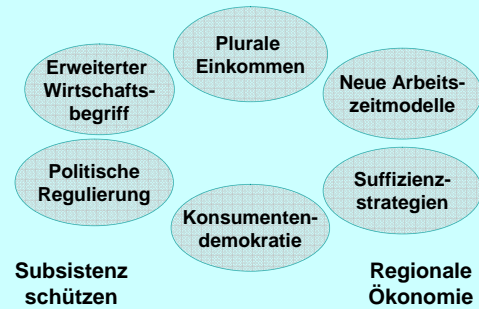 Plurale
Einkommen
Erweiterter
Wirtschafts-
begriff
Neue Arbeits-
zeitmodelle
Politische
Regulierung
Suffizienz-
strategien
Konsumenten-
demokratie
Subsistenz
schützen
Regionale
Ökonomie